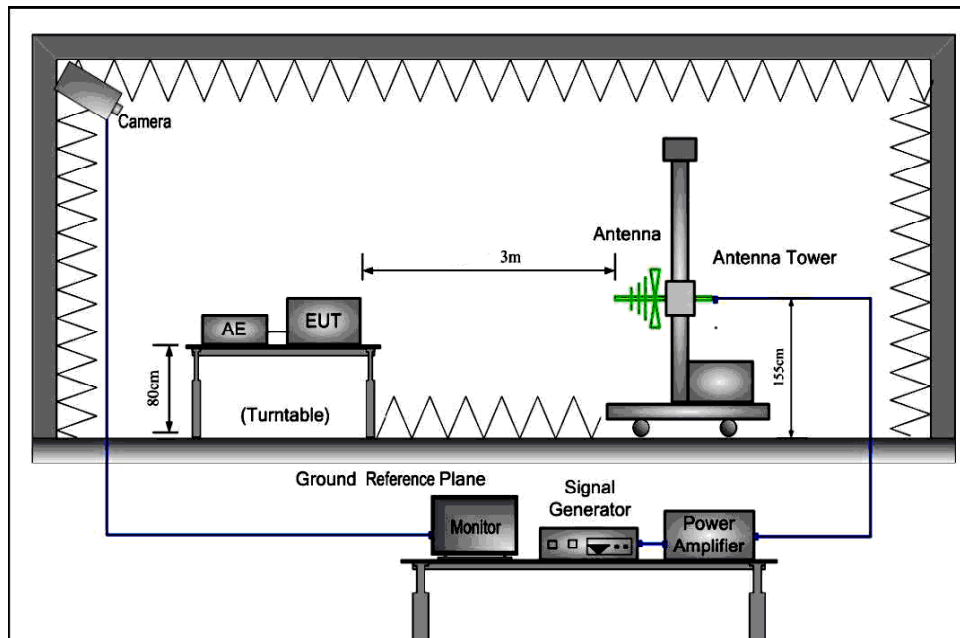 Camera
Antenna
3m
Antenna Tower
AE
EUT
80cm
155cm
(Turntable)
Ground Reference Plane
Signal
Generator
Monitor
Power
Amplifier